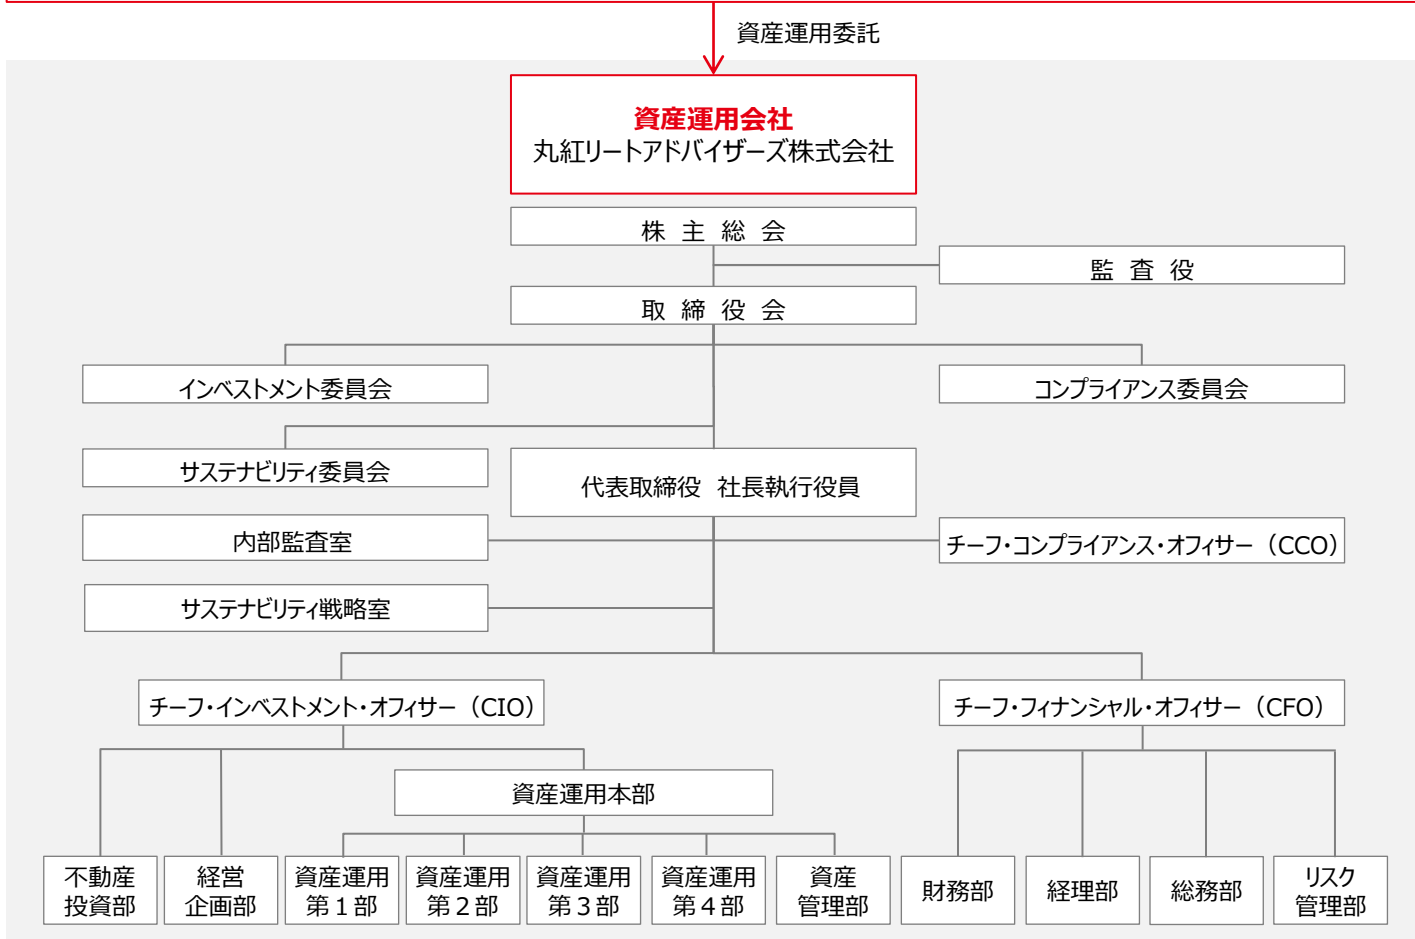 資産運用委託
資産運用会社
丸紅リートアドバイザーズ株式会社
株 主 総 会
監 査 役
取 締 役 会
インベストメント委員会
コンプライアンス委員会
サステナビリティ委員会
代表取締役 社長執行役員
内部監査室
チーフ・コンプライアンス・オフィサー（CCO）
サステナビリティ戦略室
チーフ・インベストメント・オフィサー（CIO）
チーフ・フィナンシャル・オフィサー（CFO）
資産運用本部
不動産
投資部
経営
企画部
資産運用
第１部
資産運用
第２部
資産運用
第３部
資産運用
第４部
資産
管理部
財務部
経理部
総務部
リスク
管理部